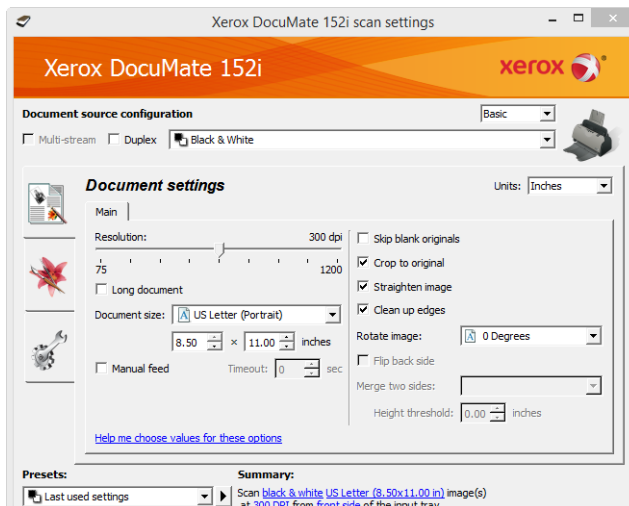 Xerox DocuMate 152i scan settings
Xerox DocuMate 152i
xerox
Document source configuration
Basic
Multi-stream Duplex Black & White
Document settings
Units: Inches
Main
Resolution: 300 dpi
75 1200
Long document
Document size: US Letter (Portrait)
8.50 × 11.00 inches
Manual feed Timeout: 0 sec
Help me choose values for these options
Skip blank originals
Crop to original
Straighten image
Clean up edges
Rotate image: 0 Degrees
Flip back side
Merge two sides:
Height threshold: 0.00 inches
Presets:
Last used settings
Summary:
Scan black & white US Letter (8.50x11.00 in) image(s)
at 300 DPI from front side of the input tray